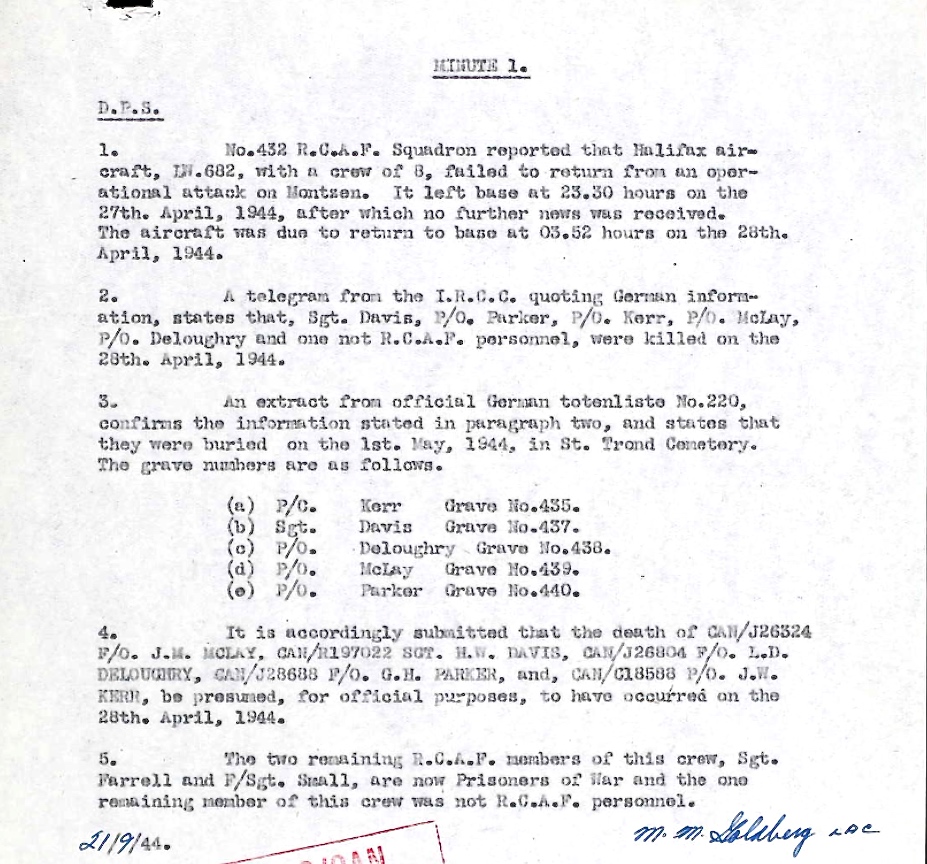 MINUTE 1.
D.P.S.
1. No.432 R.C.A.F. Squadron reported that Halifax air-
craft, LW.682, with a crew of 8, failed to return from an oper-
ational attack on Montzen. It left base at 23.30 hours on the
27th. April, 1944, after which no further news was received.
The aircraft was due to return to base at 03.52 hours on the 28th.
April, 1944.
2. A telegram from the I.R.C.C. quoting German inform-
ation, states that, Sgt. Davis, P/O. Parker, P/O. Kerr, P/O. McLay,
P/O. Deloughry and one not R.C.A.F. personnel, were killed on the
28th. April, 1944.
3. An extract from official German totenliste No.220,
confirms the information stated in paragraph two, and states that
they were buried on the 1st. May, 1944, in St. Trond Cemetery.
The grave numbers are as follows.
(a) P/O. Kerr Grave No.435.
(b) Sgt. Davis Grave No.437.
(c) P/O. Deloughry Grave No.438.
(d) P/O. McLay Grave No.439.
(e) P/O. Parker Grave No.440.
4. It is accordingly submitted that the death of CAN/J26324
F/O. J.M. MCLAY, CAN/R197022 SGT. H.W. DAVIS, CAN/J26804 F/O. L.D.
DELOUGHRY, CAN/J28688 F/O. G.H. PARKER, and, CAN/C18588 P/O. J.W.
KERR, be presumed, for official purposes, to have occurred on the
28th. April, 1944.
5. The two remaining R.C.A.F. members of this crew, Sgt.
Farrell and F/Sgt. Small, are now Prisoners of War and the one
remaining member of this crew was not R.C.A.F. personnel.
21/9/44. M. M. Goldberg LAC